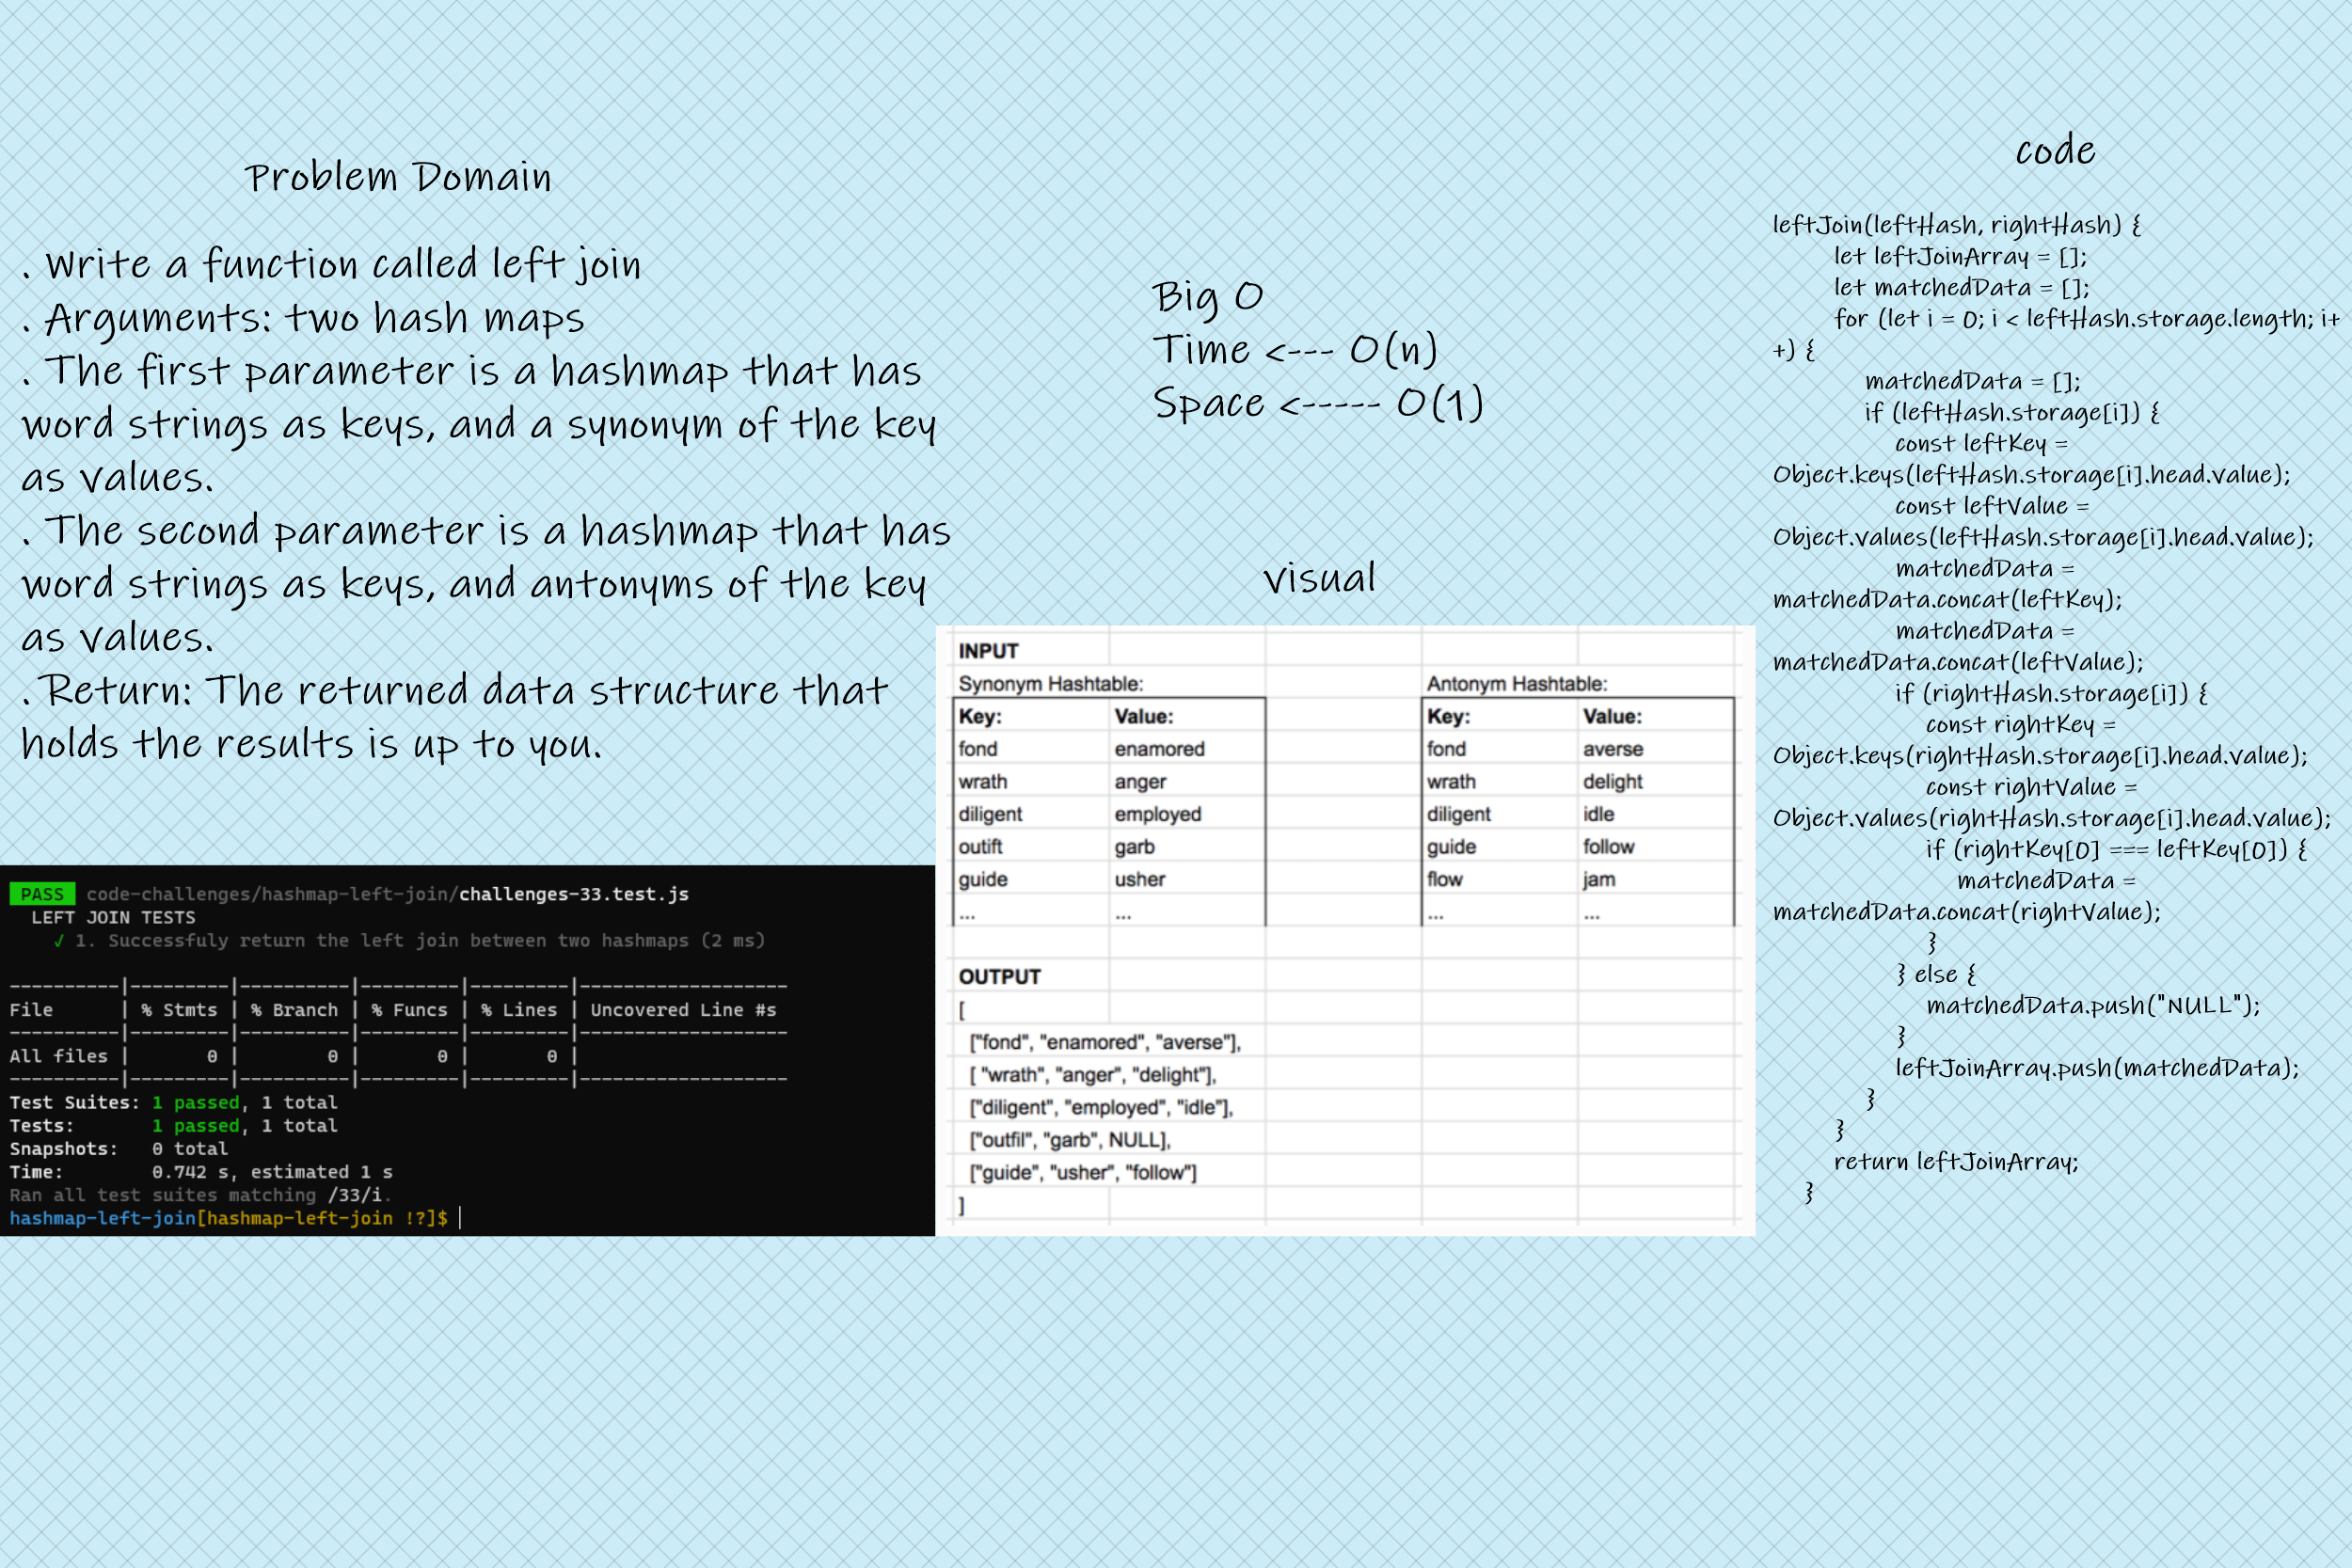 Problem Domain
. Write a function called left join
. Arguments: two hash maps
. The first parameter is a hashmap that has
word strings as keys, and a synonym of the key
as values.
. The second parameter is a hashmap that has
word strings as keys, and antonyms of the key
as values.
. Return: The returned data structure that
holds the results is up to you.
PASS code-challenges/hashmap-left-join/challenges-33.test.js
LEFT JOIN TESTS
√ 1. Successfuly return the left join between two hashmaps (2 ms)
----------|---------|----------|---------|---------|-------------------
File | % Stmts | % Branch | % Funcs | % Lines | Uncovered Line #s
----------|---------|----------|---------|---------|-------------------
All files | 0 | 0 | 0 | 0 |
----------|---------|----------|---------|---------|-------------------
Test Suites: 1 passed, 1 total
Tests: 1 passed, 1 total
Snapshots: 0 total
Time: 0.742 s, estimated 1 s
Ran all test suites matching /33/i.
hashmap-left-join[hashmap-left-join !?]$
Big O
Time <--- O(n)
Space <----- O(1)
visual
INPUT
Synonym Hashtable: Antonym Hashtable:
Key: Value: Key: Value:
fond enamored fond averse
wrath anger wrath delight
diligent employed diligent idle
outift garb guide follow
guide usher flow jam
... ... ... ...
OUTPUT
[
["fond", "enamored", "averse"],
[ "wrath", "anger", "delight"],
["diligent", "employed", "idle"],
["outfil", "garb", NULL],
["guide", "usher", "follow"]
]
code
leftJoin(leftHash, rightHash) {
let leftJoinArray = [];
let matchedData = [];
for (let i = 0; i < leftHash.storage.length; i+
+) {
matchedData = [];
if (leftHash.storage[i]) {
const leftKey =
Object.keys(leftHash.storage[i].head.value);
const leftValue =
Object.values(leftHash.storage[i].head.value);
matchedData =
matchedData.concat(leftKey);
matchedData =
matchedData.concat(leftValue);
if (rightHash.storage[i]) {
const rightKey =
Object.keys(rightHash.storage[i].head.value);
const rightValue =
Object.values(rightHash.storage[i].head.value);
if (rightKey[0] === leftKey[0]) {
matchedData =
matchedData.concat(rightValue);
}
} else {
matchedData.push("NULL");
}
leftJoinArray.push(matchedData);
}
}
return leftJoinArray;
}